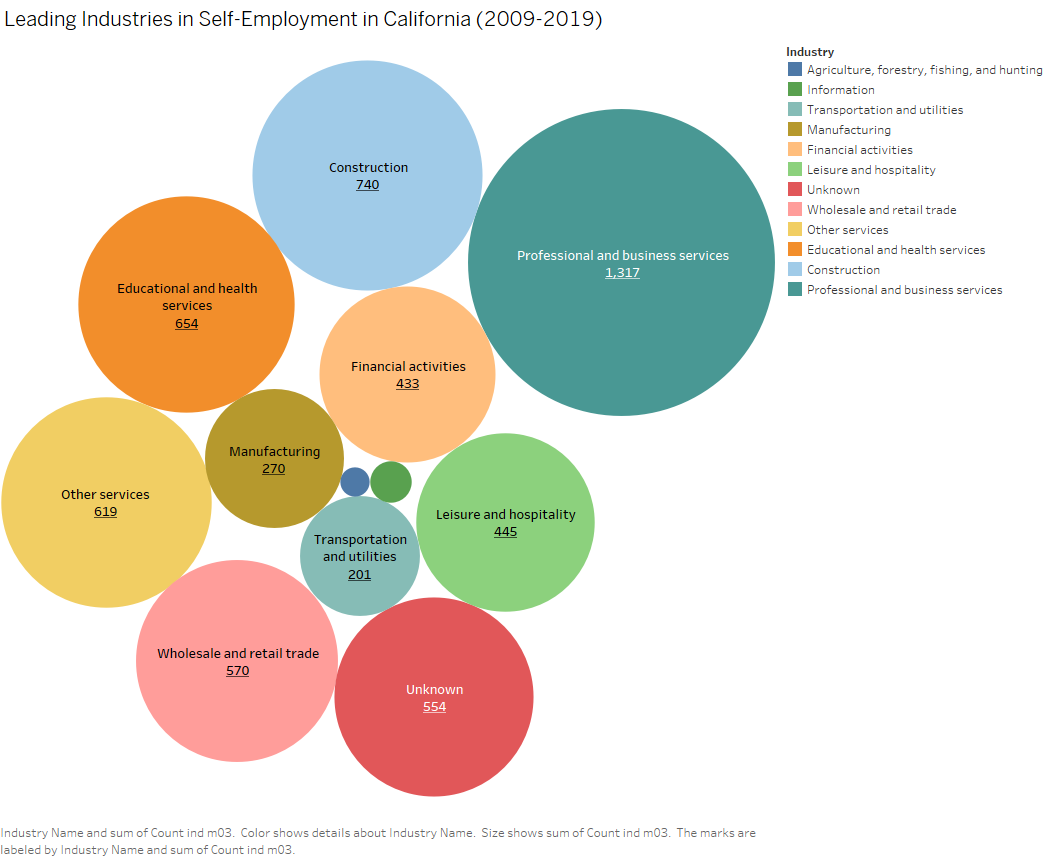 Leading Industries in Self-Employment in California (2009-2019)
Industry
Agriculture, forestry, fishing, and hunting
Information
Transportation and utilities
Manufacturing
Financial activities
Leisure and hospitality
Unknown
Wholesale and retail trade
Other services
Educational and health services
Construction
Professional and business services
Construction
740
Professional and business services
1,317
Educational and health
services
654
Financial activities
433
Manufacturing
270
Other services
619
Leisure and hospitality
445
Transportation
and utilities
201
Wholesale and retail trade
570
Unknown
554
Industry Name and sum of Count ind m03. Color shows details about Industry Name. Size shows sum of Count ind m03. The marks are
labeled by Industry Name and sum of Count ind m03.